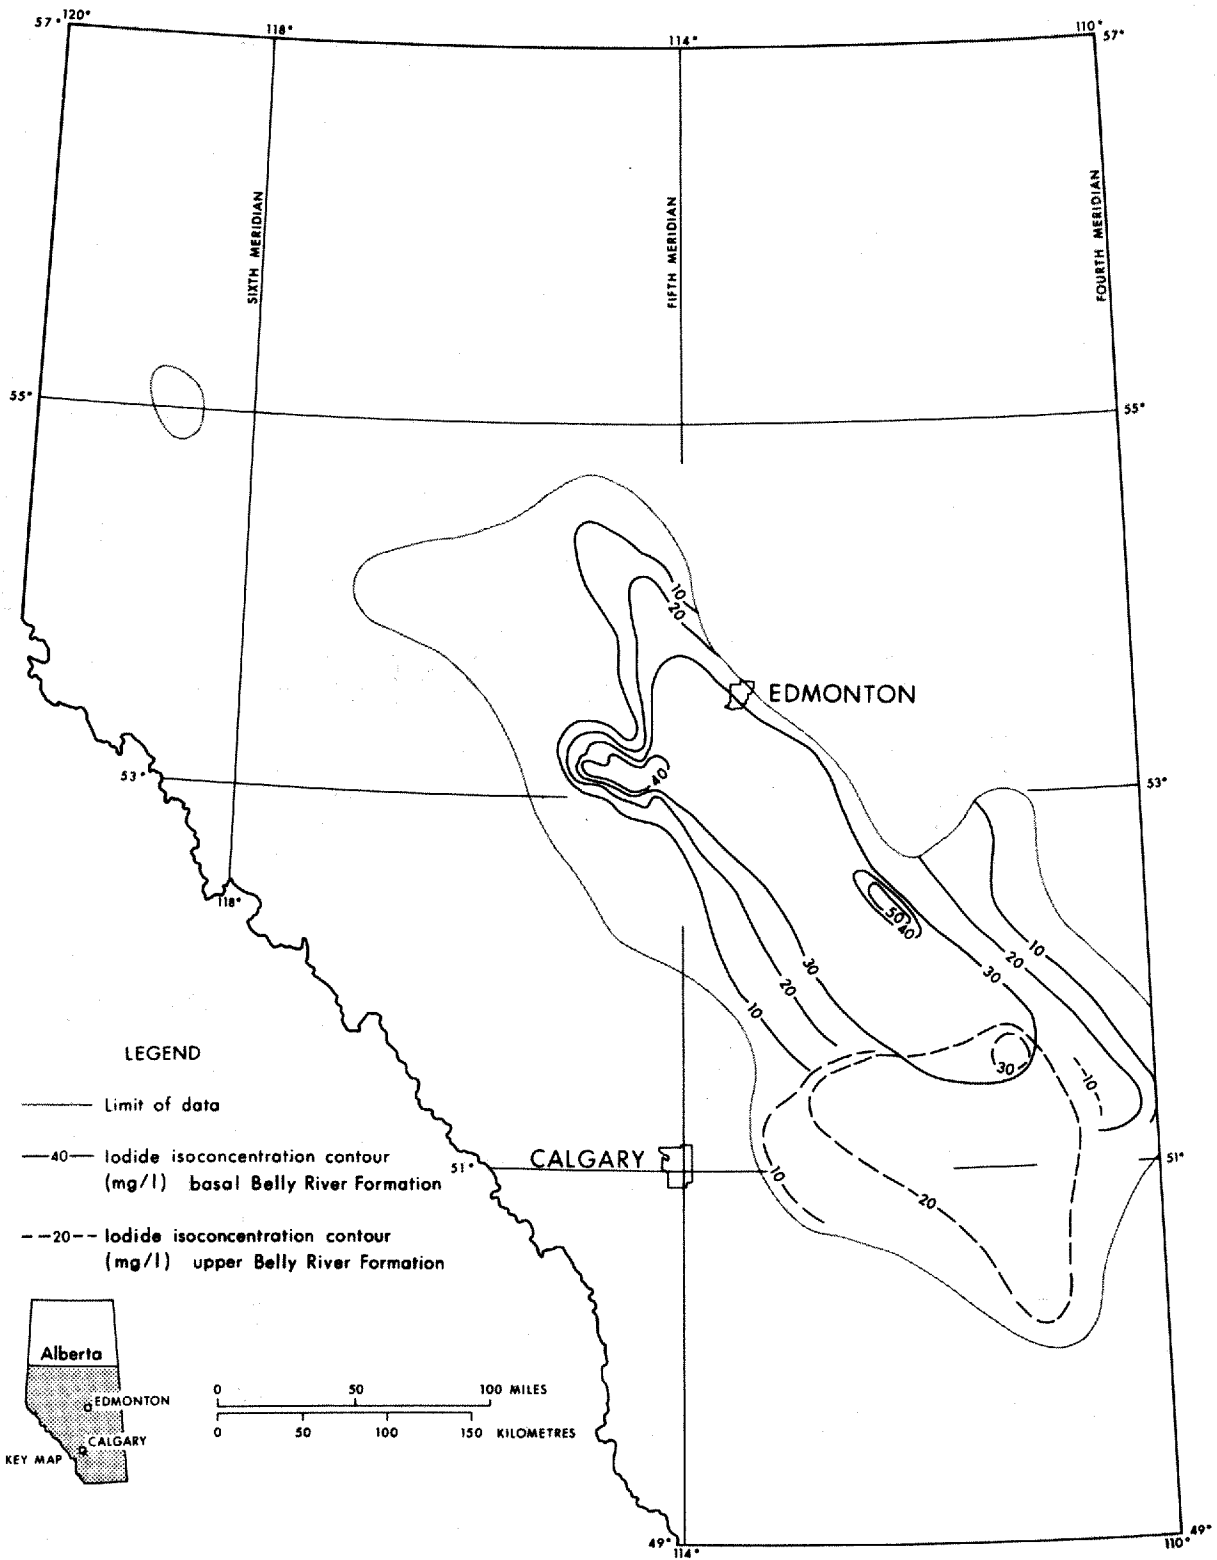 57° 120°
118°
114°
110°
57°
SIXTH MERIDIAN
FIFTH MERIDIAN
FOURTH MERIDIAN
55°
55°
10
20
EDMONTON
53°
40
53°
118°
50
40
10
20
30
30
20
10
30
10
LEGEND
Limit of data
40 Iodide isoconcentration contour
(mg/l) basal Belly River Formation
20 Iodide isoconcentration contour
(mg/l) upper Belly River Formation
51°
CALGARY
10
51°
20
Alberta
EDMONTON
CALGARY
KEY MAP
0 50 100 MILES
0 50 100 150 KILOMETRES
49°
114°
49°
110°